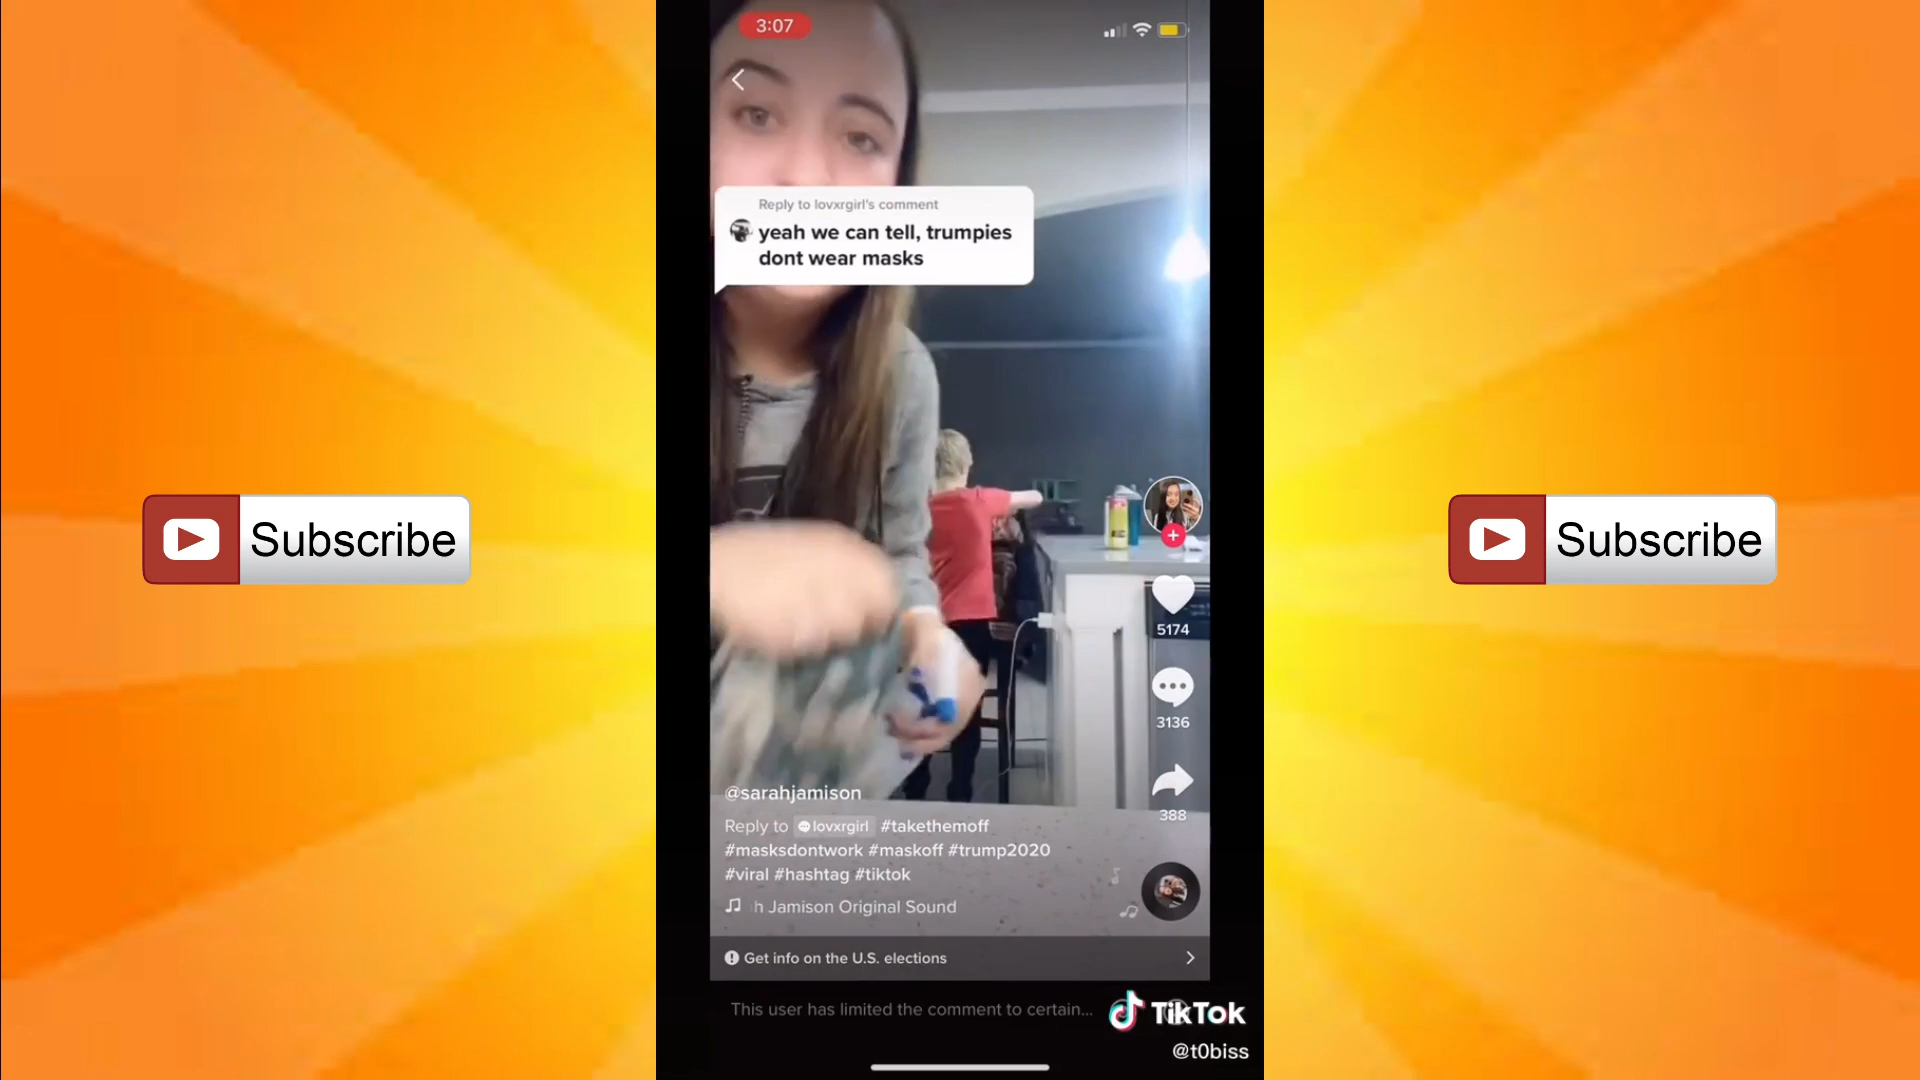 3:07
Reply to lovxrgirl's comment
yeah we can tell, trumpies
dont wear masks
Subscribe
Subscribe
5174
3136
388
@sarahjamison
Reply to lovxrgirl #takethemoff
#masksdontwork #maskoff #trump2020
#viral #hashtag #tiktok
h Jamison Original Sound
Get info on the U.S. elections
This user has limited the comment to certain...
TikTok
@t0biss